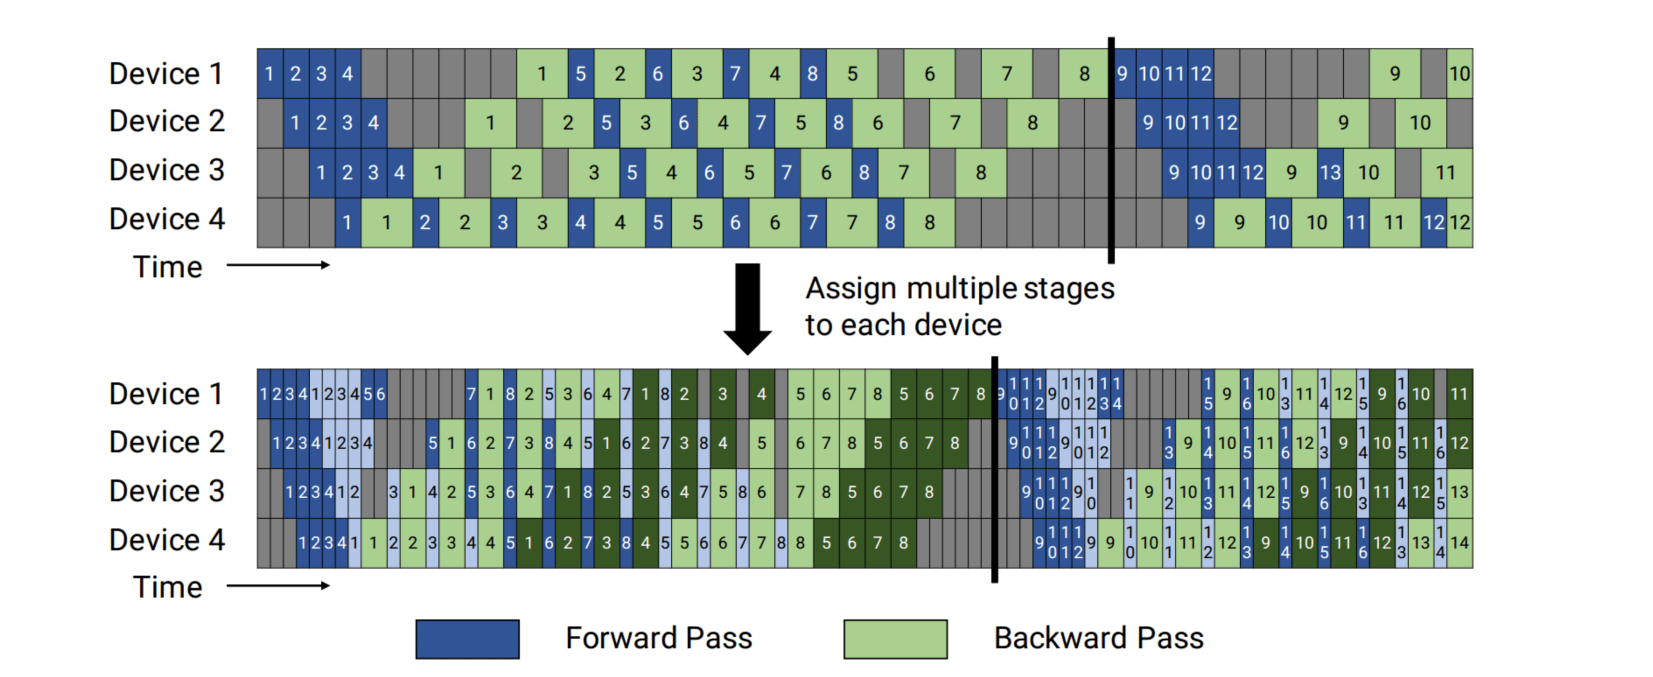 Device 1 1 2 3 4 1 5 2 6 3 7 4 8 5 6 7 8 9 10 11 12 9 10
Device 2 1 2 3 4 1 2 5 3 6 4 7 5 8 6 7 8 9 10 11 12 9 10
Device 3 1 2 3 4 1 2 3 5 4 6 5 7 6 8 7 8 9 10 11 12 9 13 10 11
Device 4 1 1 2 2 3 3 4 4 5 5 6 6 7 7 8 8 9 9 10 10 11 11 12 12
Time
Assign multiple stages
to each device
Device 1 1 2 3 4 1 2 3 4 5 6 7 1 8 2 5 3 6 4 7 1 8 2 3 4 5 6 7 8 5 6 7 8 9 10 11 12 9 10 11 12 13 14 15 9 16 10 13 11 14 12 15 9 16 10 11
Device 2 1 2 3 4 1 2 3 4 5 1 6 2 7 3 8 4 5 1 6 2 7 3 8 4 5 6 7 8 5 6 7 8 9 10 11 12 9 10 11 12 13 9 14 10 15 11 16 12 13 9 14 10 15 11 16 12
Device 3 1 2 3 4 1 2 3 1 4 2 5 3 6 4 7 1 8 2 5 3 6 4 7 5 8 6 7 8 5 6 7 8 9 10 11 12 9 10 11 9 12 10 13 11 14 12 15 9 16 10 13 11 14 12 15 13
Device 4 1 2 3 4 1 1 2 2 3 3 4 4 5 1 6 2 7 3 8 4 5 5 6 6 7 7 8 8 5 6 7 8 9 10 11 12 9 9 10 10 11 11 12 12 13 9 14 10 15 11 16 12 13 13 14 14
Time
Forward Pass Backward Pass